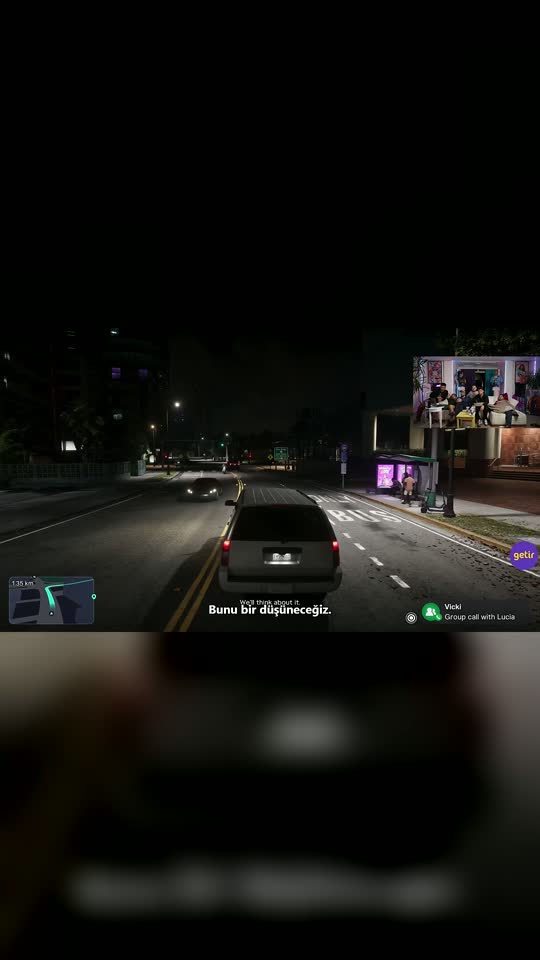 getir
BUS
1.35 km
We'll think about it.
Bunu bir düşüneceğiz.
Vicki
Group call with Lucia